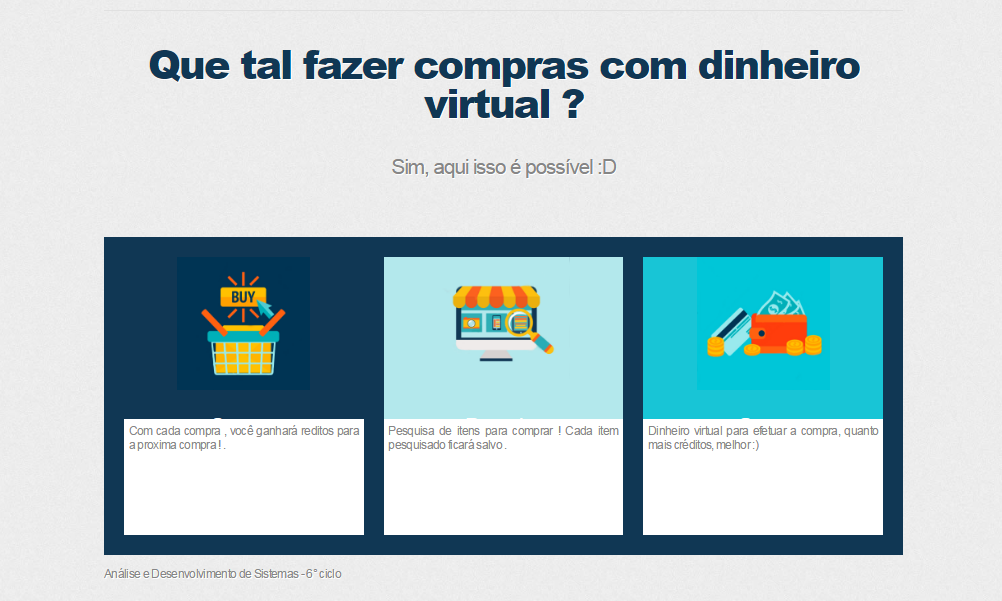 Que tal fazer compras com dinheiro
virtual ?
Sim, aqui isso é possível :D
BUY
Com cada compra , você ganhará reditos para
a proxima compra ! .
Pesquisa de itens para comprar ! Cada item
pesquisado ficará salvo .
Dinheiro virtual para efetuar a compra, quanto
mais créditos, melhor :)
Análise e Desenvolvimento de Sistemas - 6° ciclo